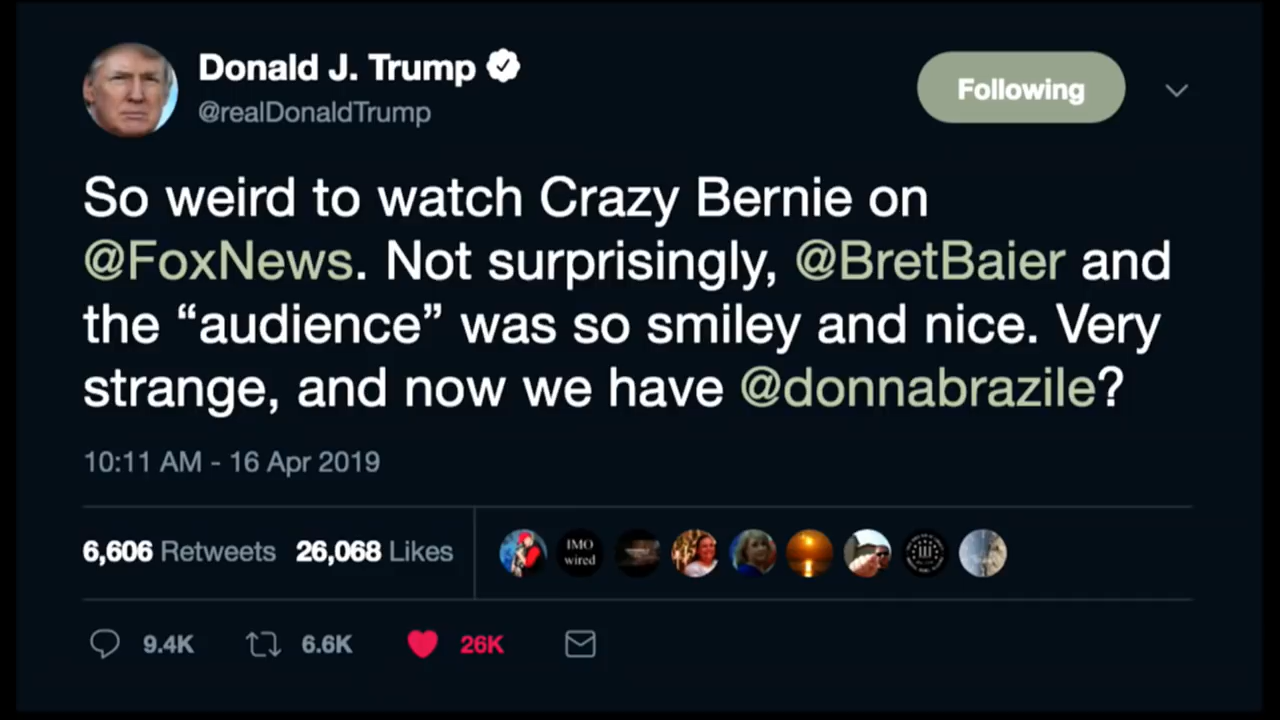 Donald J. Trump
@realDonaldTrump
Following
So weird to watch Crazy Bernie on
@FoxNews. Not surprisingly, @BretBaier and
the “audience” was so smiley and nice. Very
strange, and now we have @donnabrazile?
10:11 AM - 16 Apr 2019
6,606 Retweets 26,068 Likes
IMO
wired
9.4K 6.6K 26K